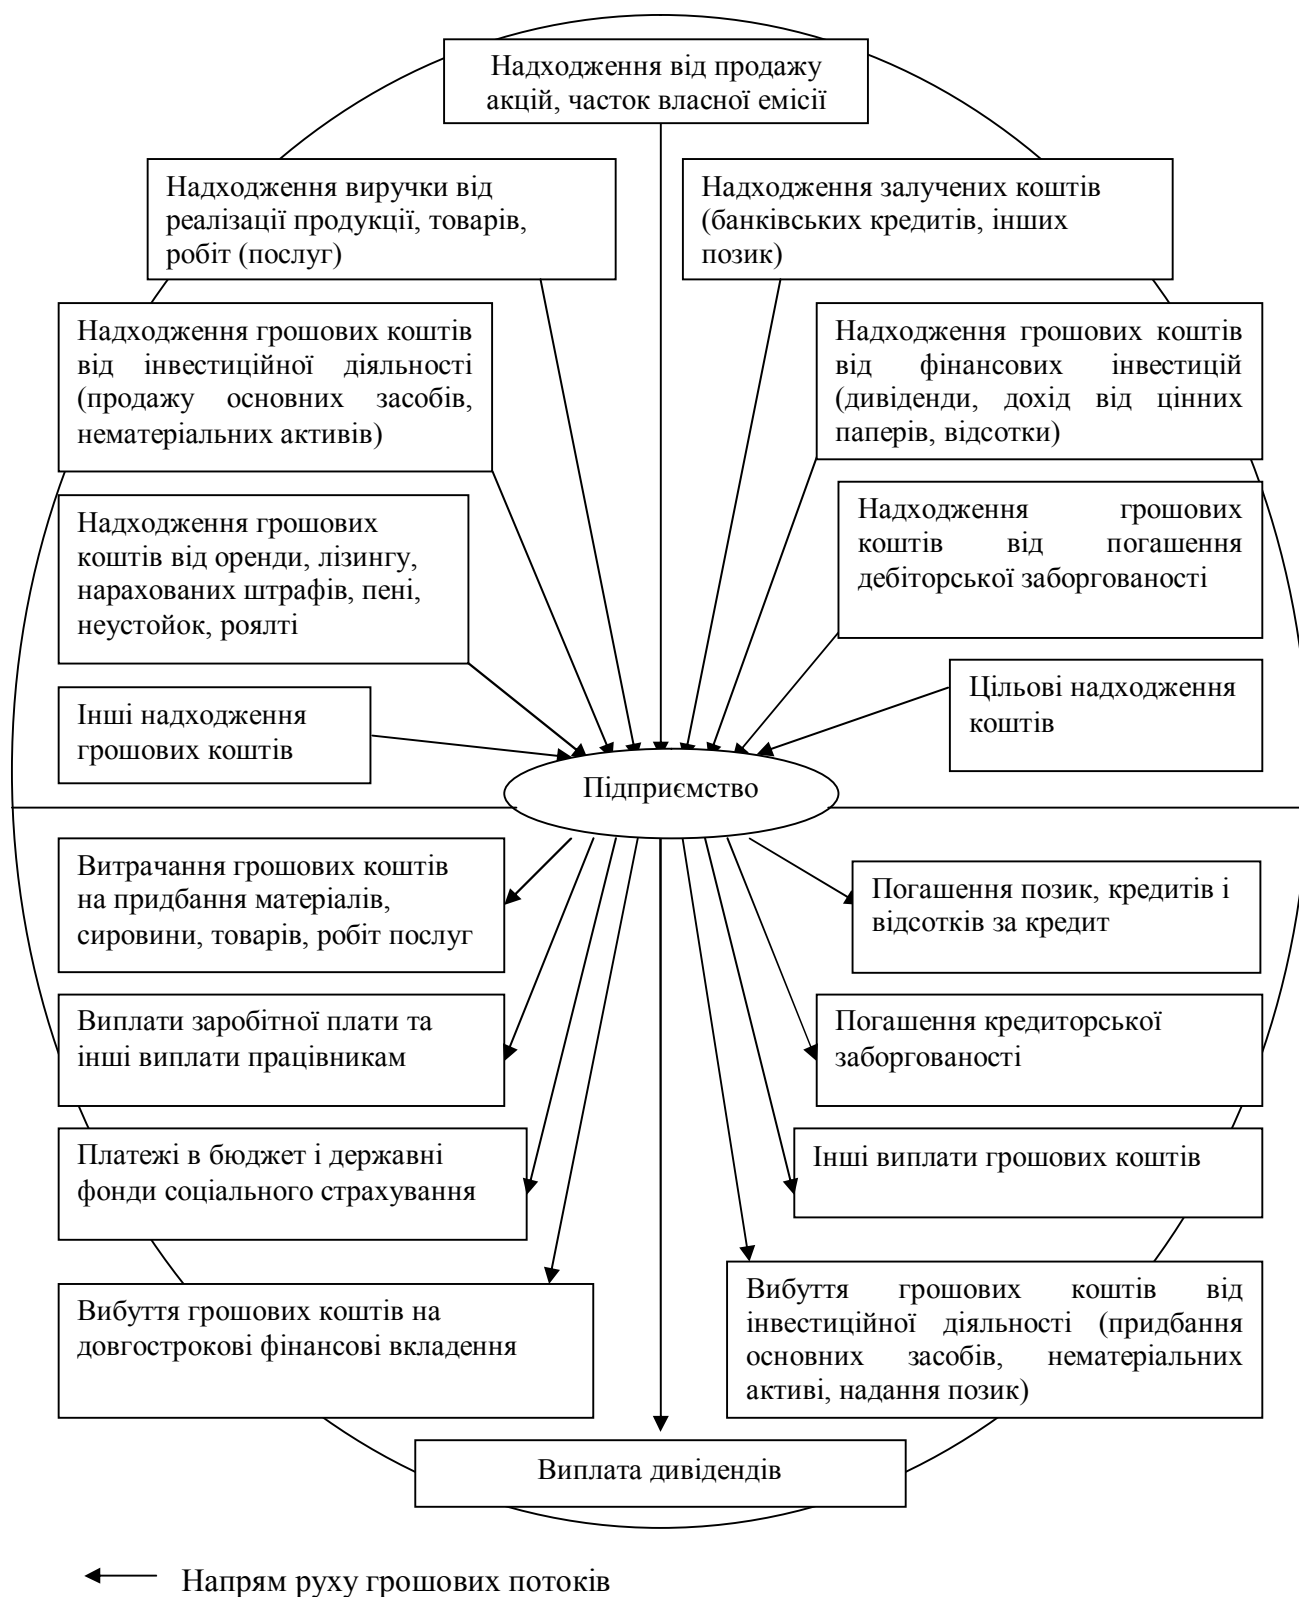 Надходження від продажу
акцій, часток власної емісії
Надходження виручки від
реалізації продукції, товарів,
робіт (послуг)
Надходження залучених коштів
(банківських кредитів, інших
позик)
Надходження грошових коштів
від інвестиційної діяльності
(продажу основних засобів,
нематеріальних активів)
Надходження грошових коштів
від фінансових інвестицій
(дивіденди, дохід від цінних
паперів, відсотки)
Надходження грошових
коштів від оренди, лізингу,
нарахованих штрафів, пені,
неустойок, роялті
Надходження грошових
коштів від погашення
дебіторської заборгованості
Інші надходження
грошових коштів
Цільові надходження
коштів
Підприємство
Витрачання грошових коштів
на придбання матеріалів,
сировини, товарів, робіт послуг
Погашення позик, кредитів і
відсотків за кредит
Виплати заробітної плати та
інші виплати працівникам
Погашення кредиторської
заборгованості
Платежі в бюджет і державні
фонди соціального страхування
Інші виплати грошових коштів
Вибуття грошових коштів на
довгострокові фінансові вкладення
Вибуття грошових коштів від
інвестиційної діяльності (придбання
основних засобів, нематеріальних
активі, надання позик)
Виплата дивідендів
Напрям руху грошових потоків